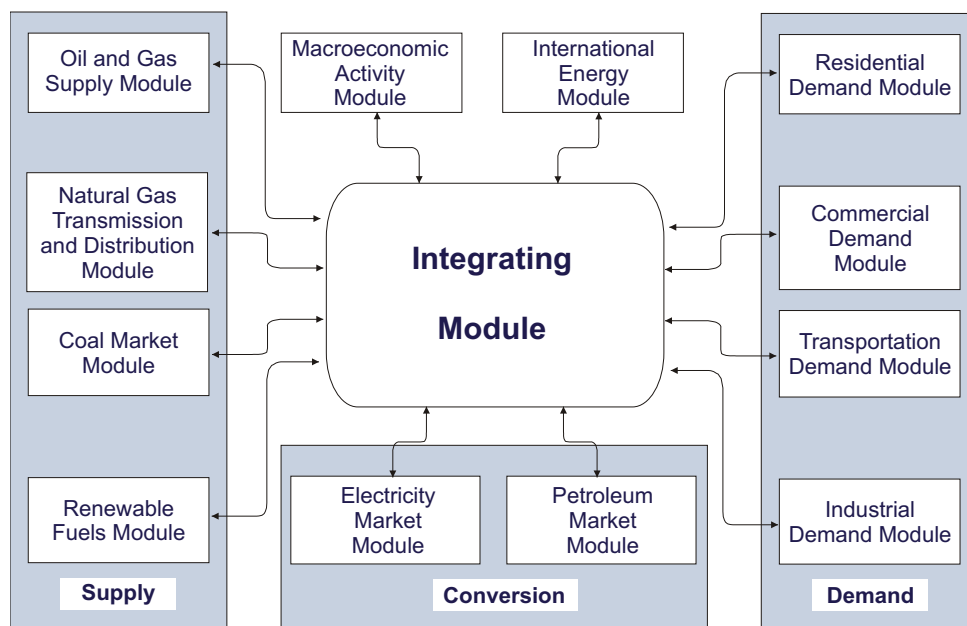 Oil and Gas
Supply Module
Macroeconomic
Activity
Module
International
Energy
Module
Residential
Demand Module
Natural Gas
Transmission
and Distribution
Module
Integrating
Module
Commercial
Demand
Module
Coal Market
Module
Transportation
Demand Module
Renewable
Fuels Module
Electricity
Market
Module
Petroleum
Market
Module
Industrial
Demand Module
Supply
Conversion
Demand